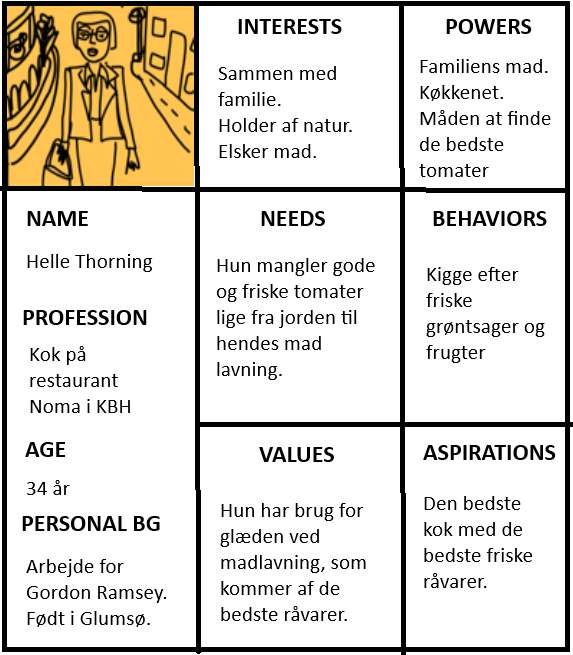 INTERESTS
Sammen med
familie.
Holder af natur.
Elsker mad.
POWERS
Familiens mad.
Køkkenet.
Måden at finde
de bedste
tomater
NAME
Helle Thorning
PROFESSION
Kok på
restaurant
Noma i KBH
AGE
34 år
PERSONAL BG
Arbejde for
Gordon Ramsey.
Født i Glumsø.
NEEDS
Hun mangler gode
og friske tomater
lige fra jorden til
hendes mad
lavning.
BEHAVIORS
Kigge efter
friske
grøntsager og
frugter
VALUES
Hun har brug for
glæden ved
madlavning, som
kommer af de
bedste råvarer.
ASPIRATIONS
Den bedste
kok med de
bedste friske
råvarer.